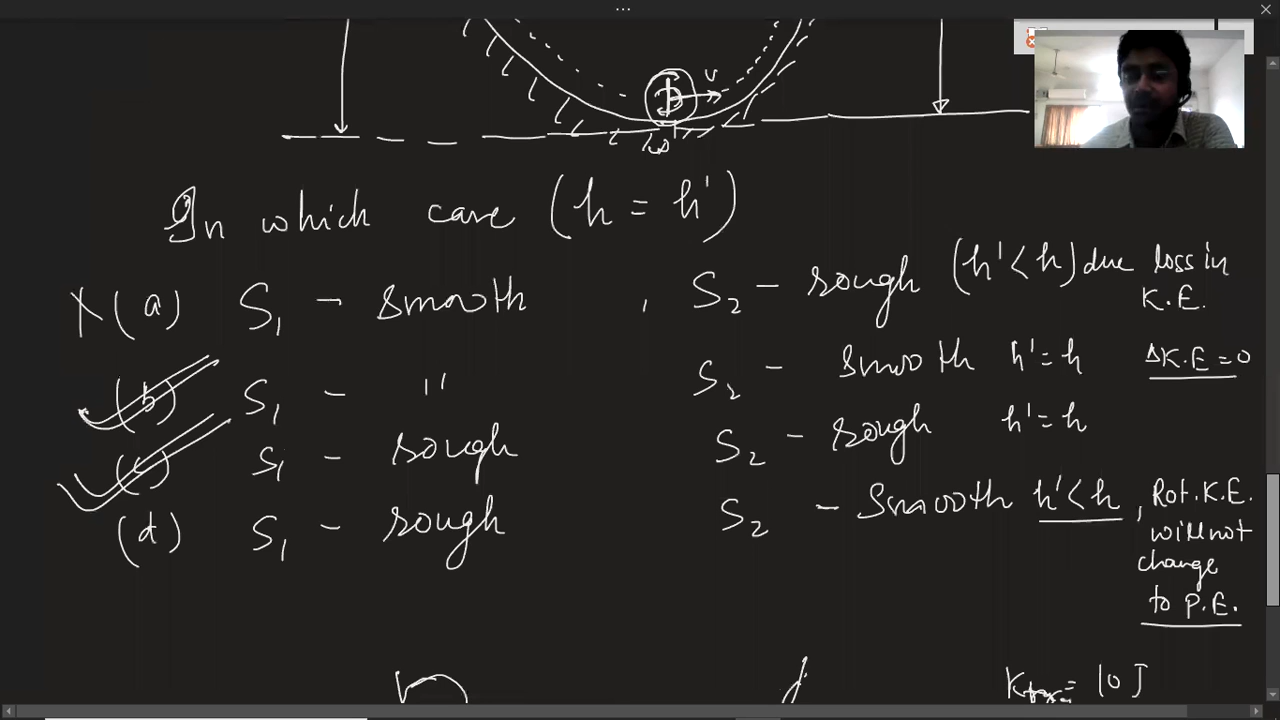 v
In which case (h = h')
X (a) S1 - smooth , S2 - rough (h' < h) due loss in K.E.
(b) S1 - " S2 - smooth h' = h ΔK.E = 0
(c) S1 - rough S2 - rough h' = h
(d) S1 - rough S2 - smooth h' < h , Rot. K.E.
will not
change
to P.E.
= 10 J